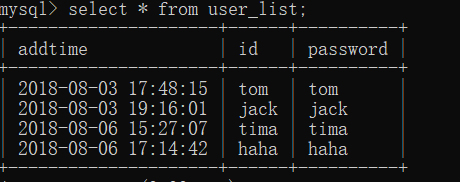 mysql> select * from user_list;
+---------------------+------+----------+
| addtime             | id   | password |
+---------------------+------+----------+
| 2018-08-03 17:48:15 | tom  | tom      |
| 2018-08-03 19:16:01 | jack | jack     |
| 2018-08-06 15:27:07 | tima | tima     |
| 2018-08-06 17:14:42 | haha | haha     |
+---------------------+------+----------+